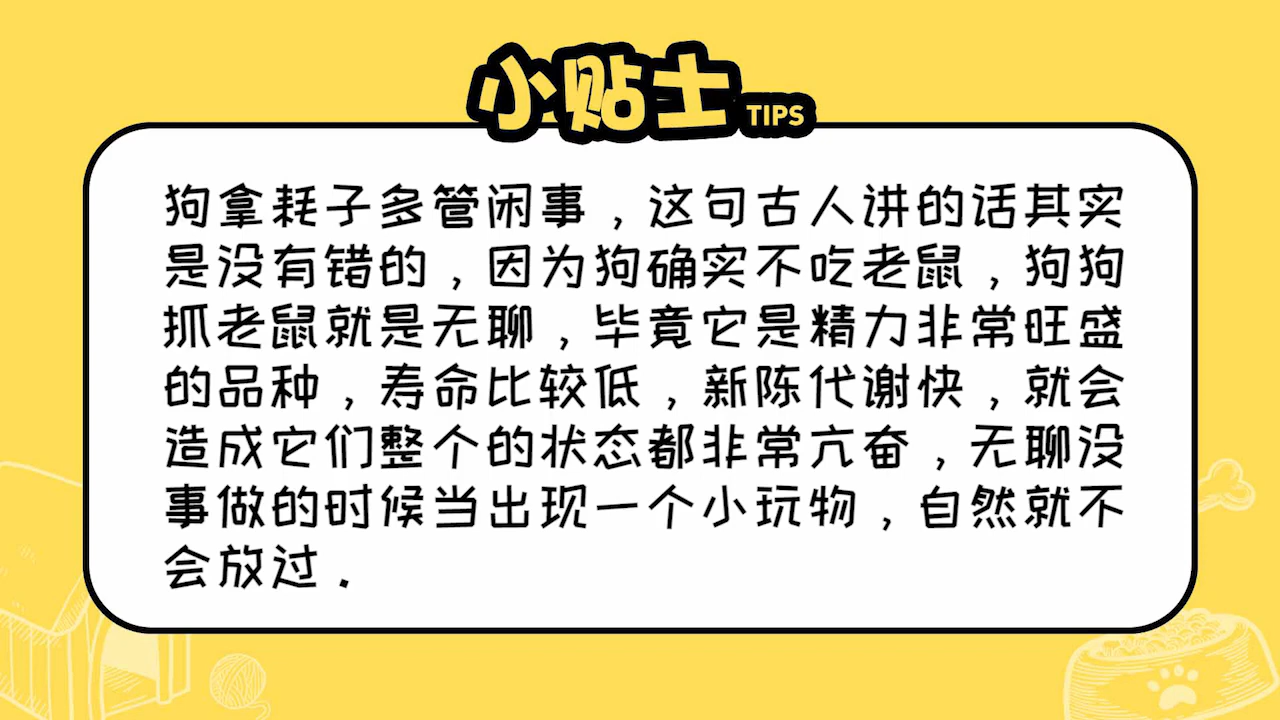 小贴士 TIPS
狗拿耗子多管闲事，这句古人讲的话其实
是没有错的，因为狗确实不吃老鼠，狗狗
抓老鼠就是无聊，毕竟它是精力非常旺盛
的品种，寿命比较低，新陈代谢快，就会
造成它们整个的状态都非常亢奋，无聊没
事做的时候当出现一个小玩物，自然就不
会放过.